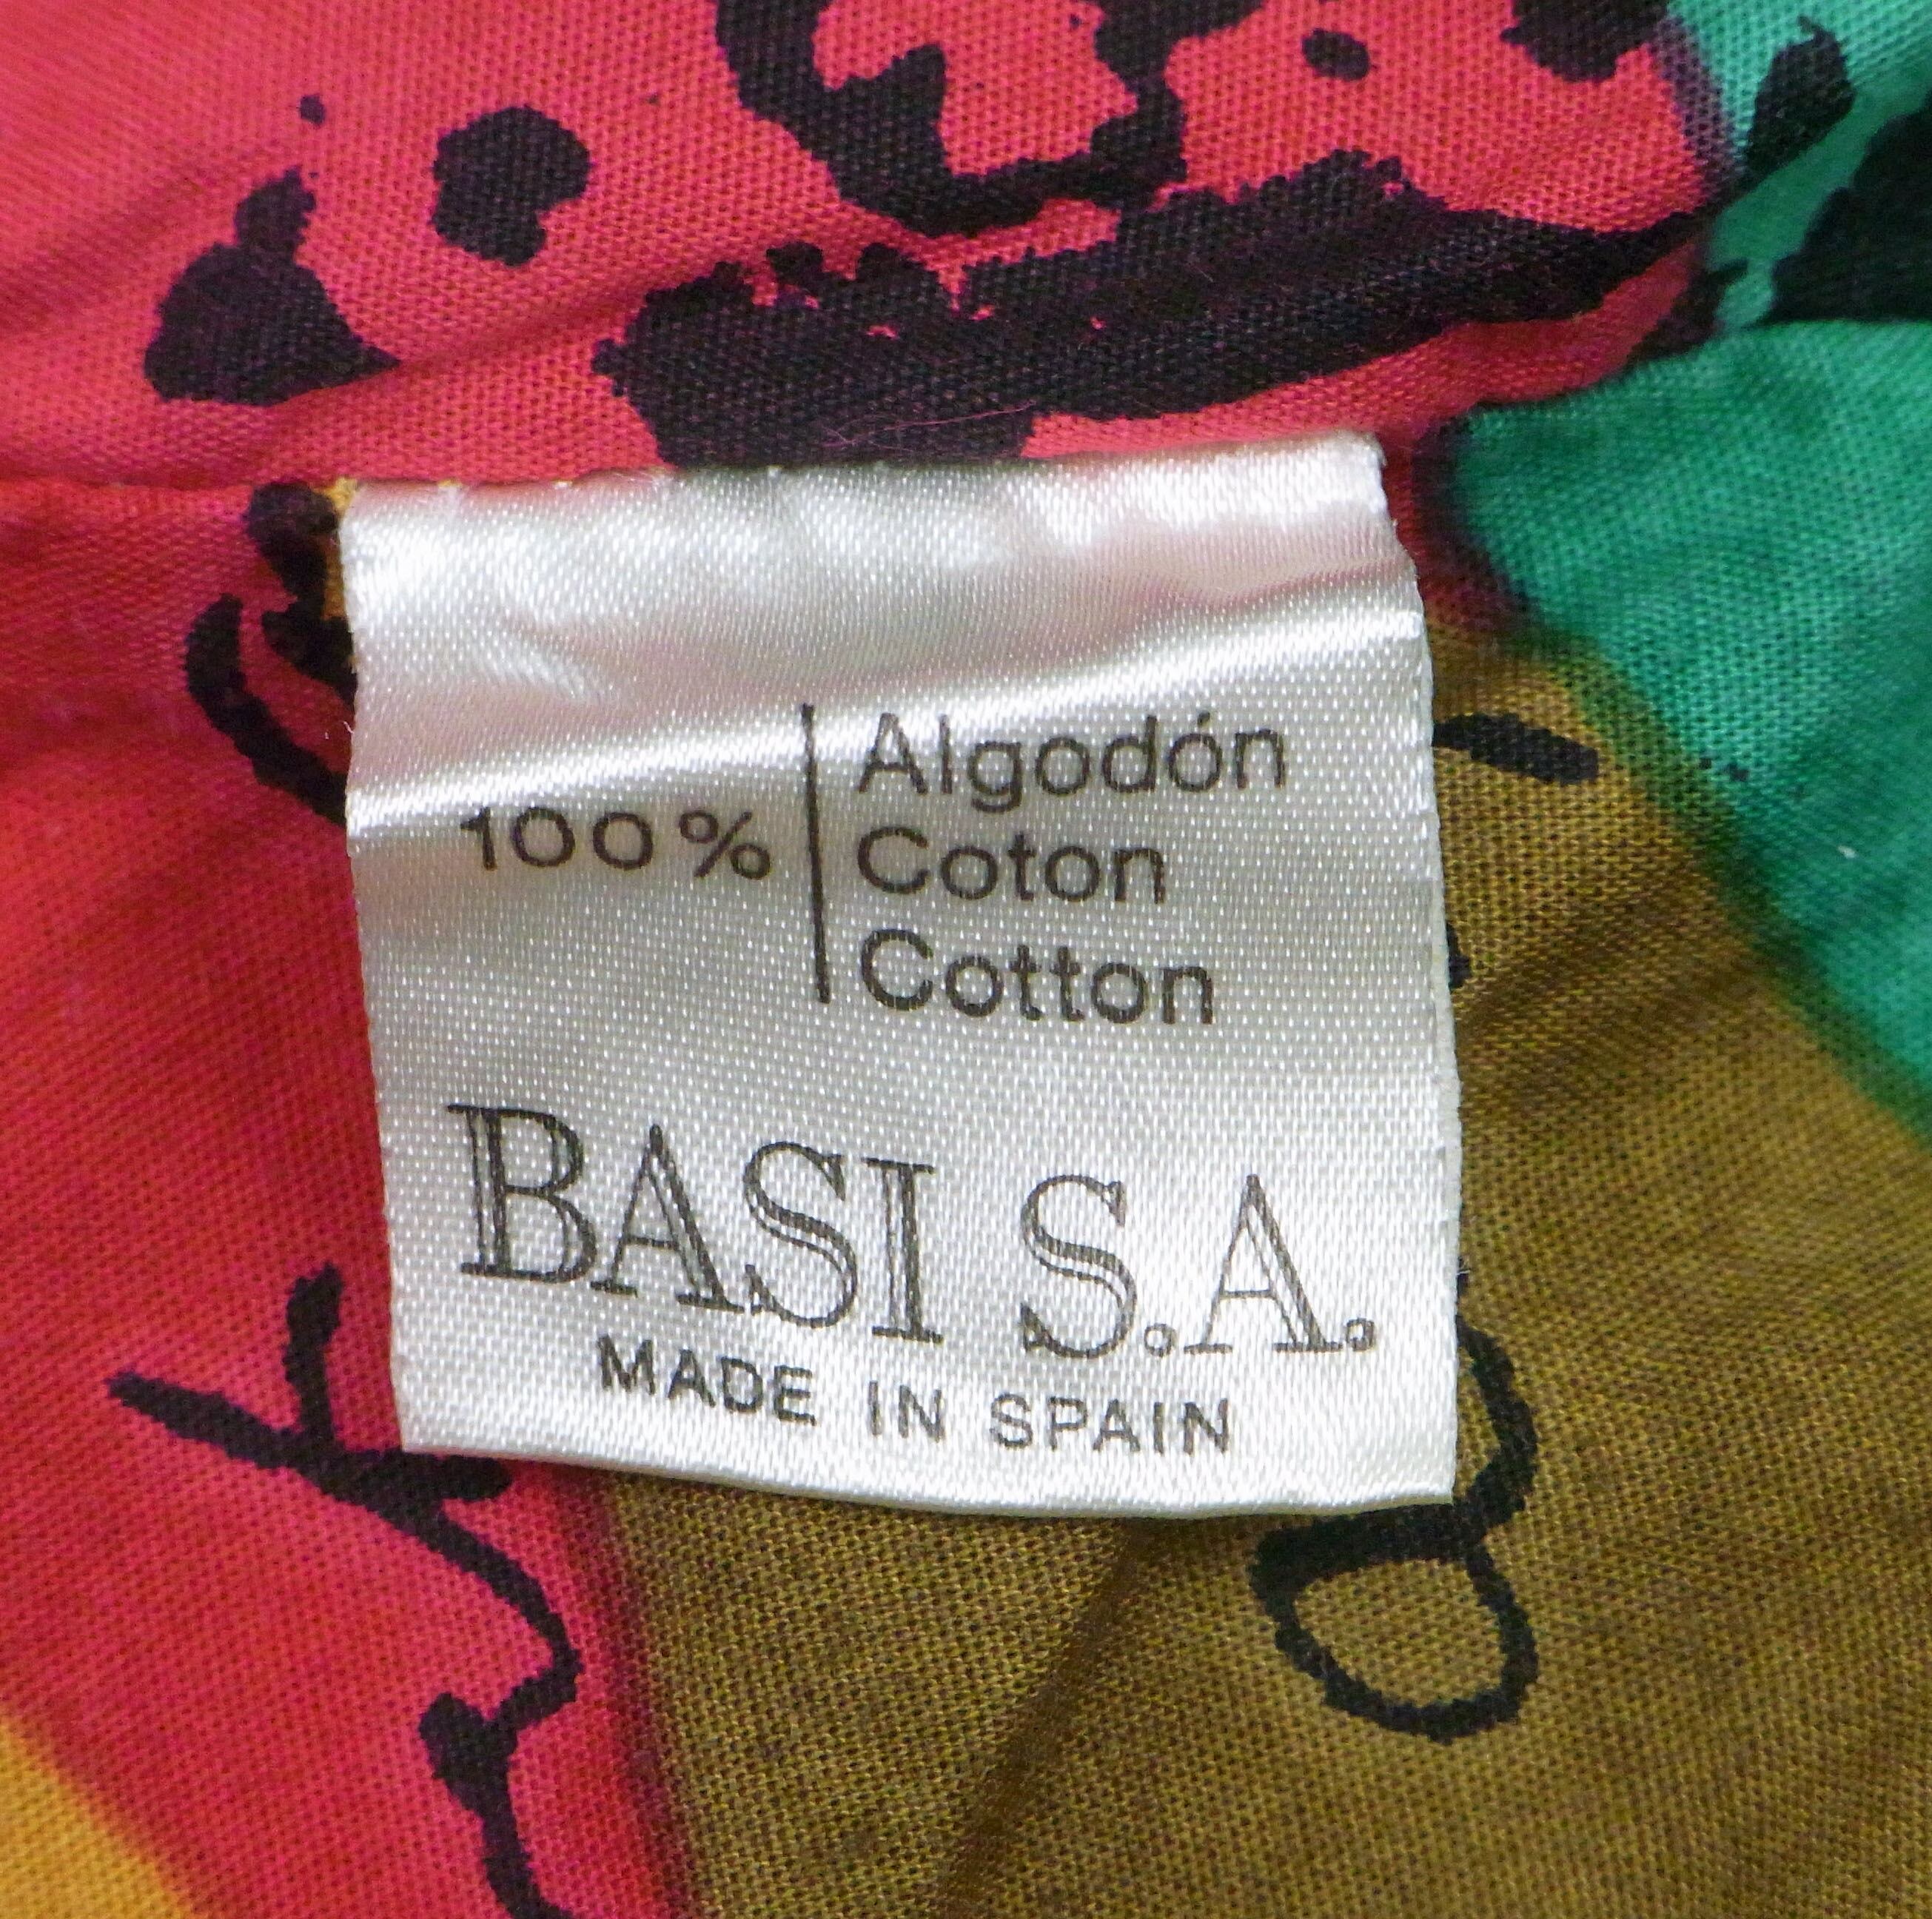 100% Algodón
Coton
Cotton
BASI S.A.
MADE IN SPAIN